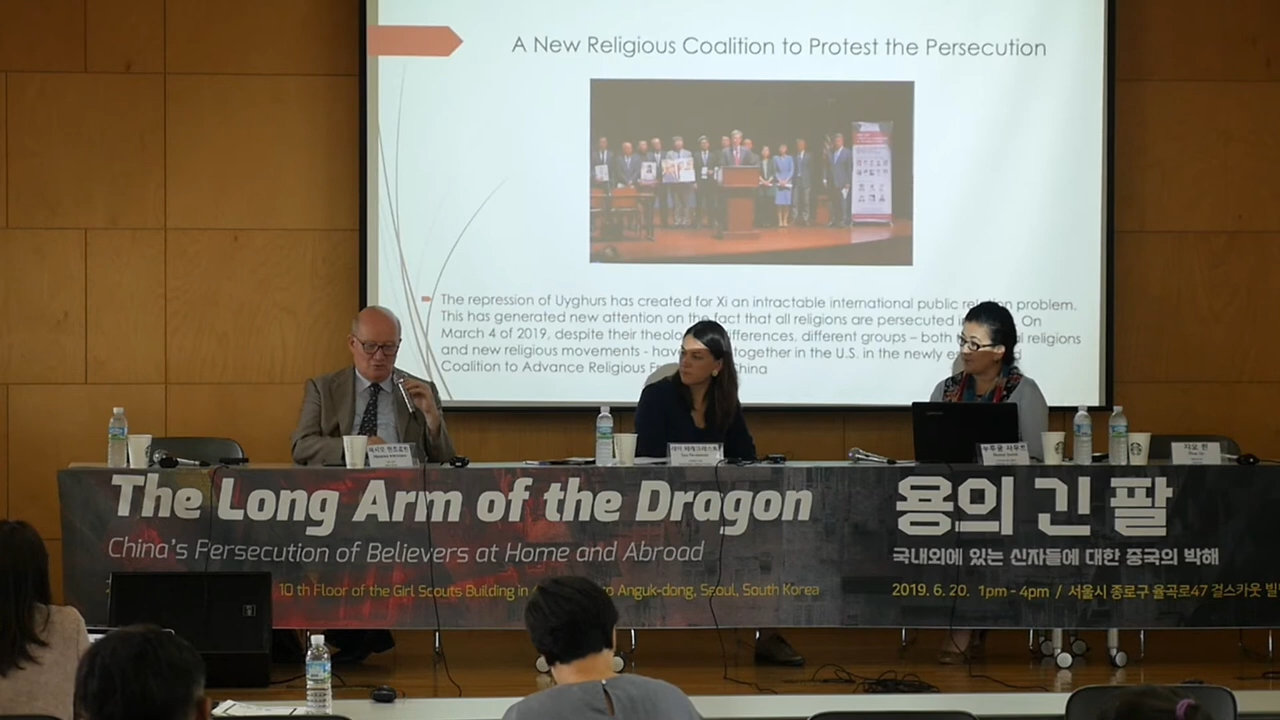 A New Religious Coalition to Protest the Persecution
The repression of Uyghurs has created for Xi an intractable international public relation problem.
This has generated new attention on the fact that all religions are persecuted in On
March 4 of 2019, despite their differences, different groups – both religions
and new religious movements - together in the U.S. in the newly
Coalition to Advance Religious China
The Long Arm of the Dragon
China's Persecution of Believers at Home and Abroad
10 th Floor of the Girl Scouts Building in Anguk-dong, Seoul, South Korea
용의 긴 팔
국내외에 있는 신자들에 대한 중국의 박해
2019. 6. 20. 1pm - 4pm / 서울시 종로구 율곡로47 걸스카웃